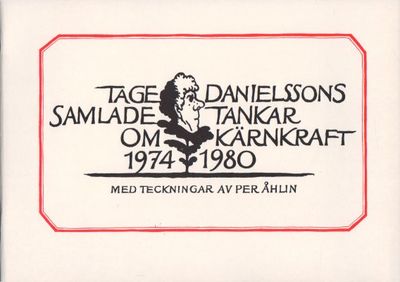 TAGE DANIELSSONS
SAMLADE TANKAR
OM KÄRNKRAFT
1974 1980
MED TECKNINGAR AV PER ÅHLIN